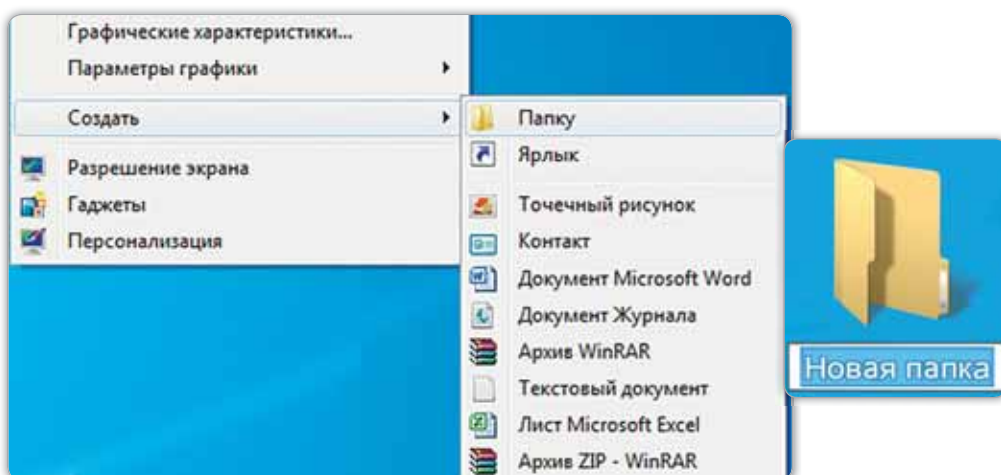 Графические характеристики...
Параметры графики
Создать
Разрешение экрана
Гаджеты
Персонализация
Папку
Ярлык
Точечный рисунок
Контакт
Документ Microsoft Word
Документ Журнала
Архив WinRAR
Текстовый документ
Лист Microsoft Excel
Архив ZIP - WinRAR
Новая папка